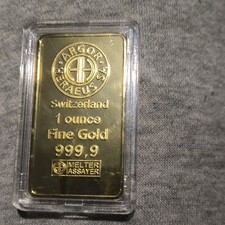 ARGOR
HERAEUS SA
Switzerland
1 ounce
Fine Gold
999,9
MELTER
ASSAYER